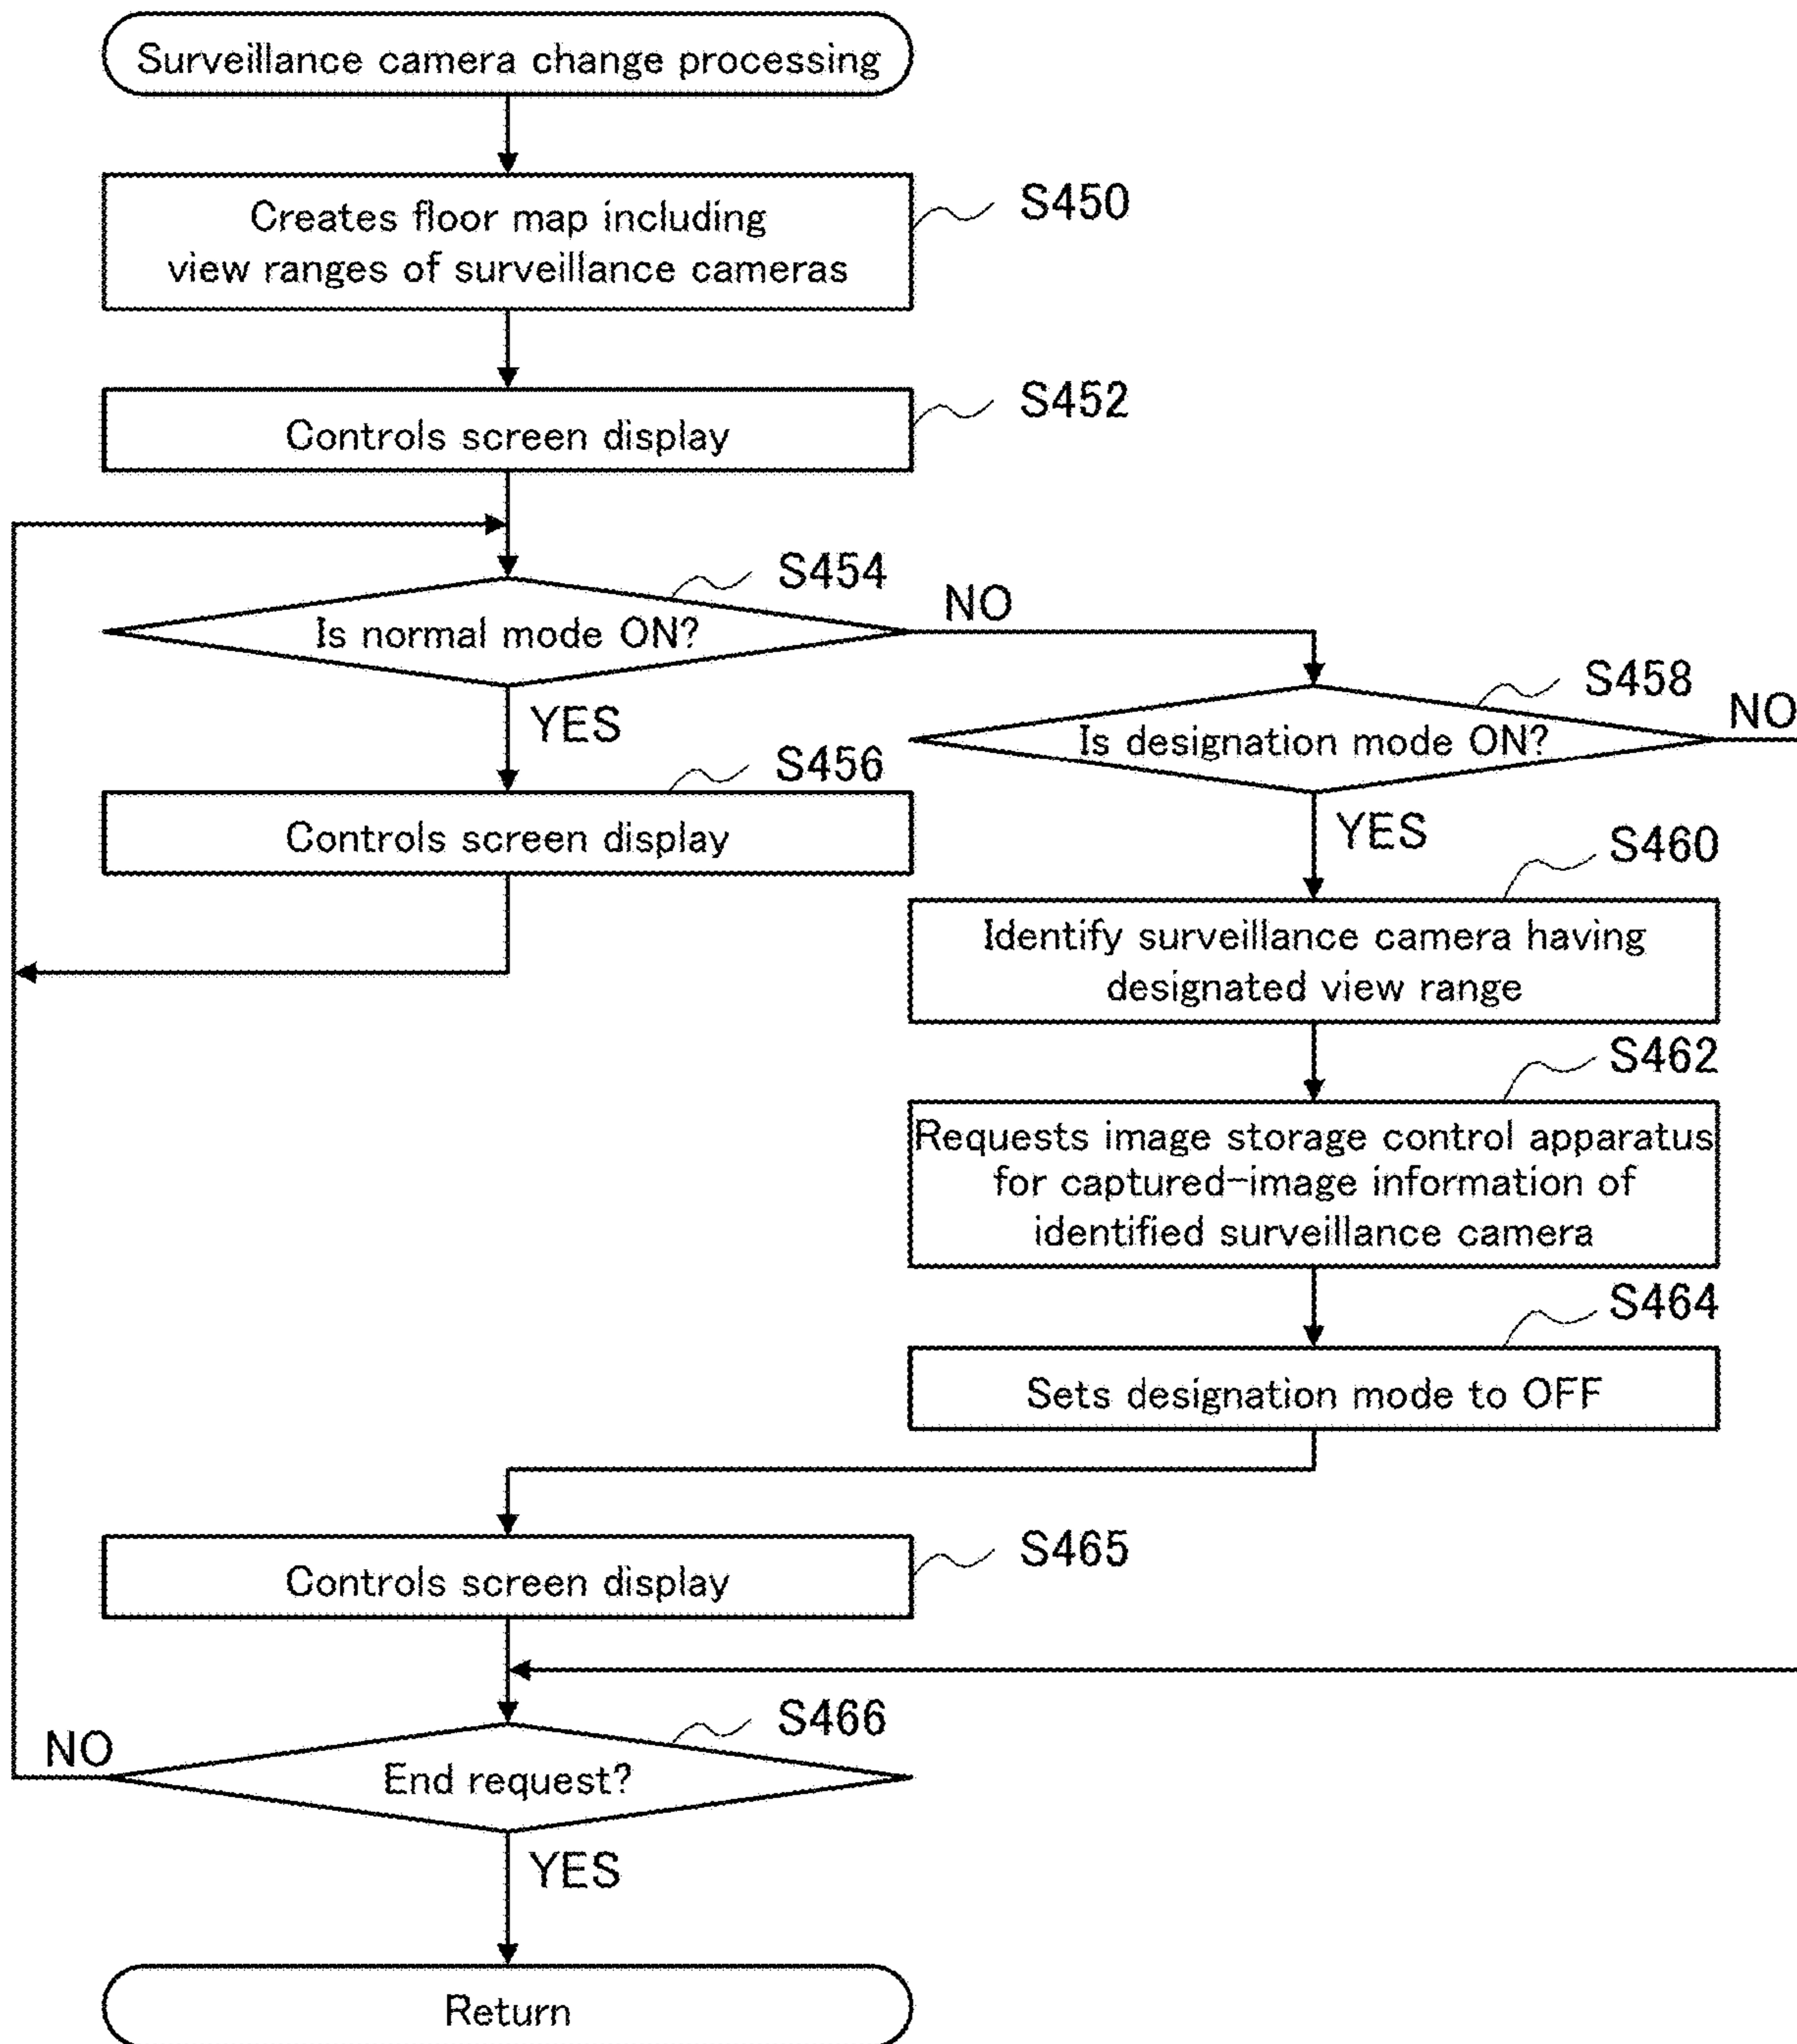 Surveillance camera change processing
Creates floor map including
view ranges of surveillance cameras
S450
Controls screen display
S452
Is normal mode ON?
S454
NO
YES
Controls screen display
S456
Is designation mode ON?
S458
NO
YES
Identify surveillance camera having
designated view range
S460
Requests image storage control apparatus
for captured-image information of
identified surveillance camera
S462
Sets designation mode to OFF
S464
Controls screen display
S465
End request?
S466
NO
YES
Return